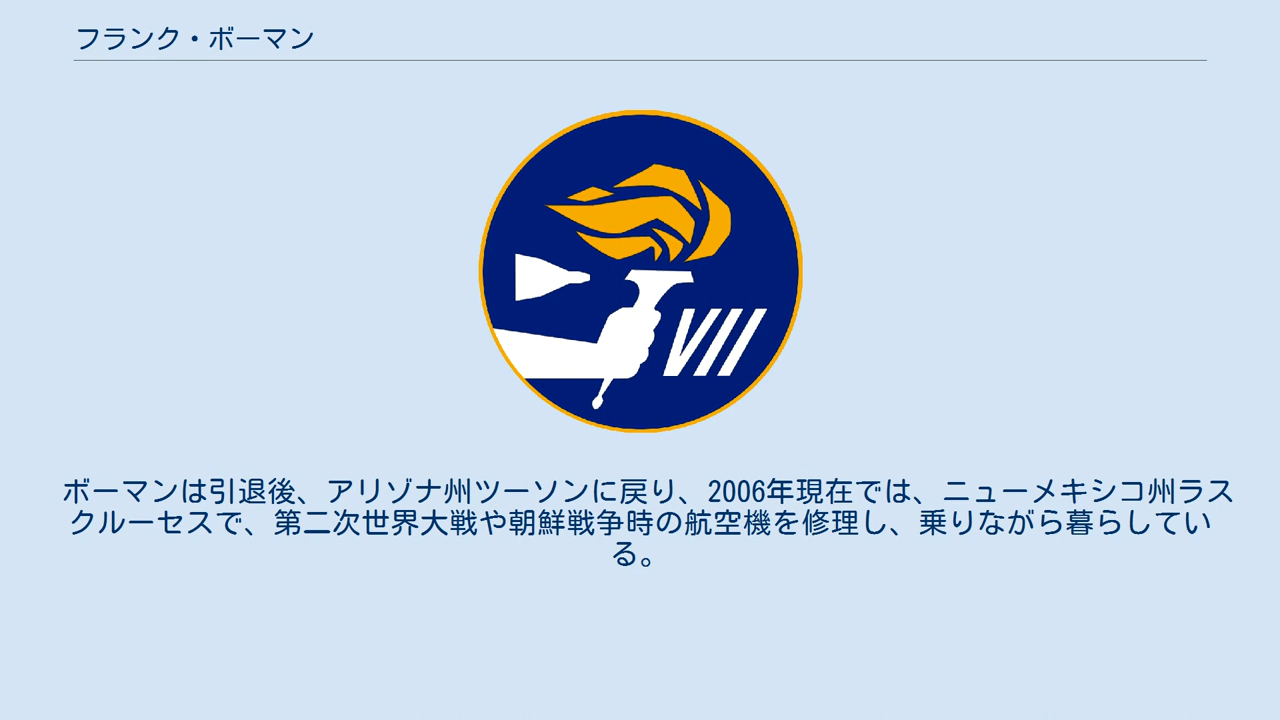 フランク・ボーマン
VII
ボーマンは引退後、アリゾナ州ツーソンに戻り、2006年現在では、ニューメキシコ州ラス
クルーセスで、第二次世界大戦や朝鮮戦争時の航空機を修理し、乗りながら暮らしてい
る。